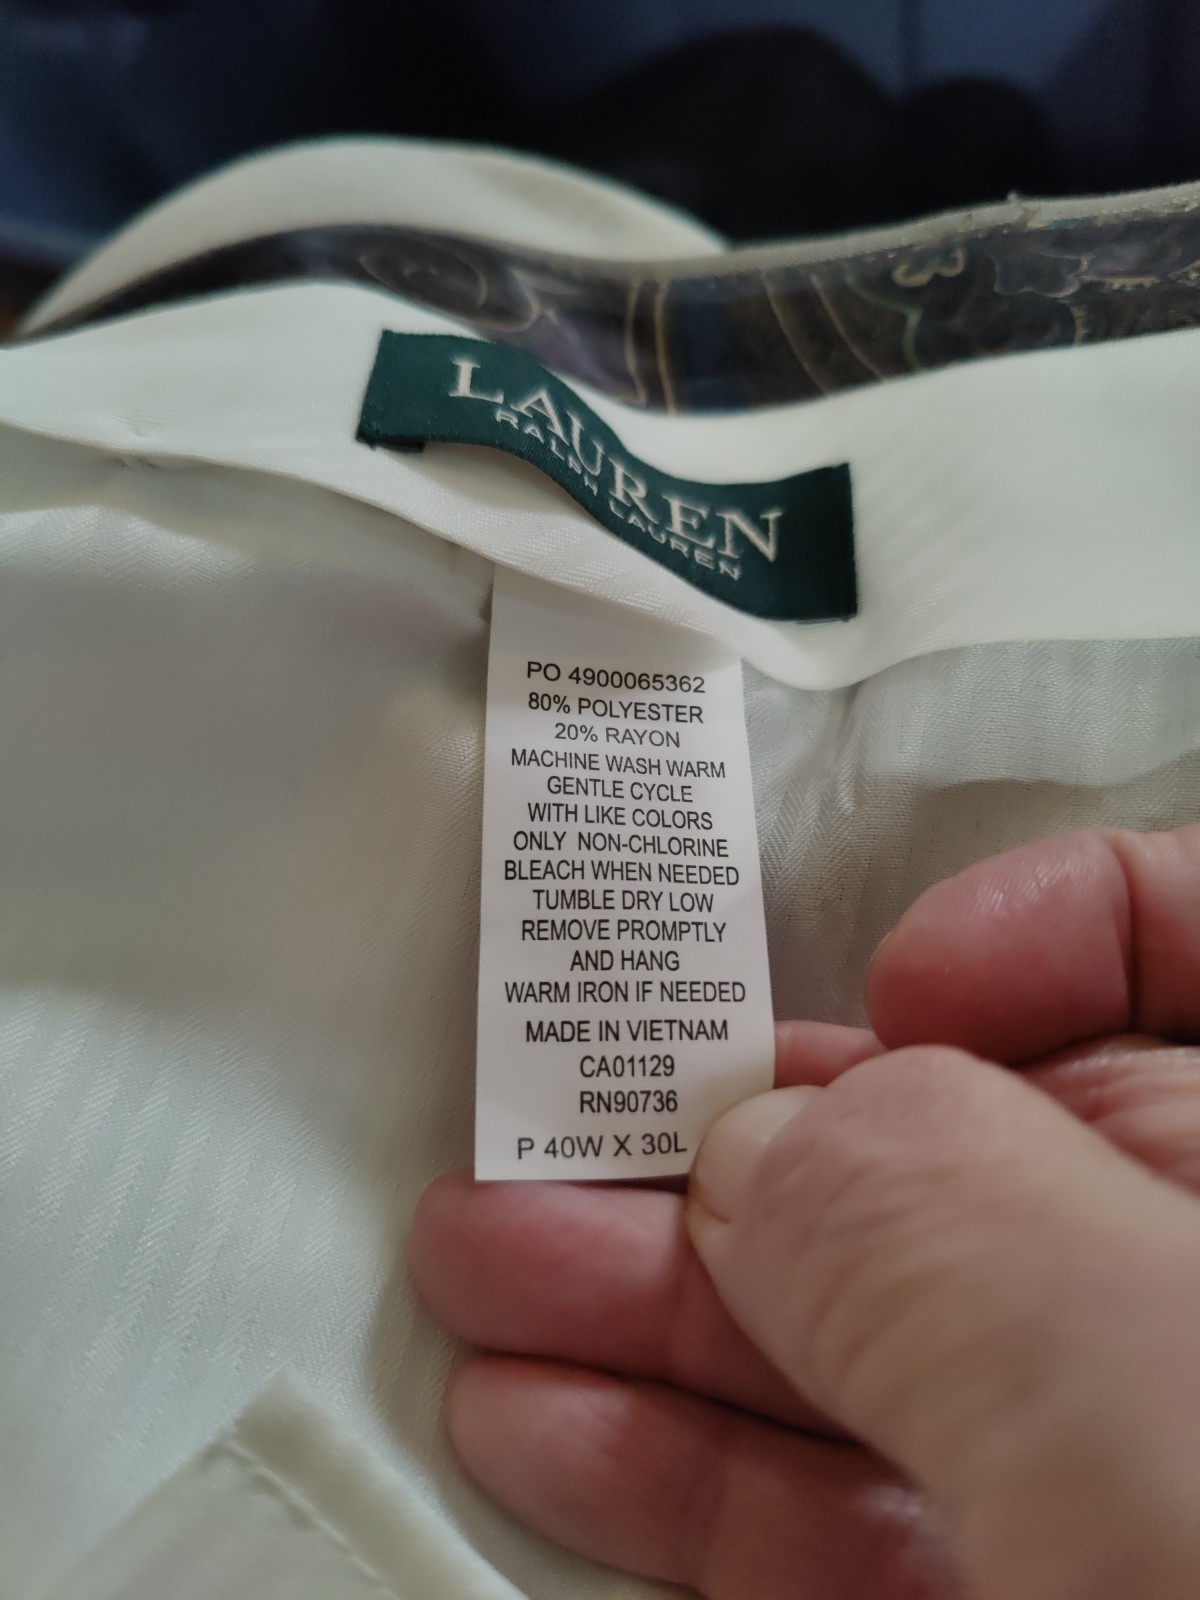 LAUREN
RALPH LAUREN
PO 4900065362
80% POLYESTER
20% RAYON
MACHINE WASH WARM
GENTLE CYCLE
WITH LIKE COLORS
ONLY NON-CHLORINE
BLEACH WHEN NEEDED
TUMBLE DRY LOW
REMOVE PROMPTLY
AND HANG
WARM IRON IF NEEDED
MADE IN VIETNAM
CA01129
RN90736
P 40W X 30L